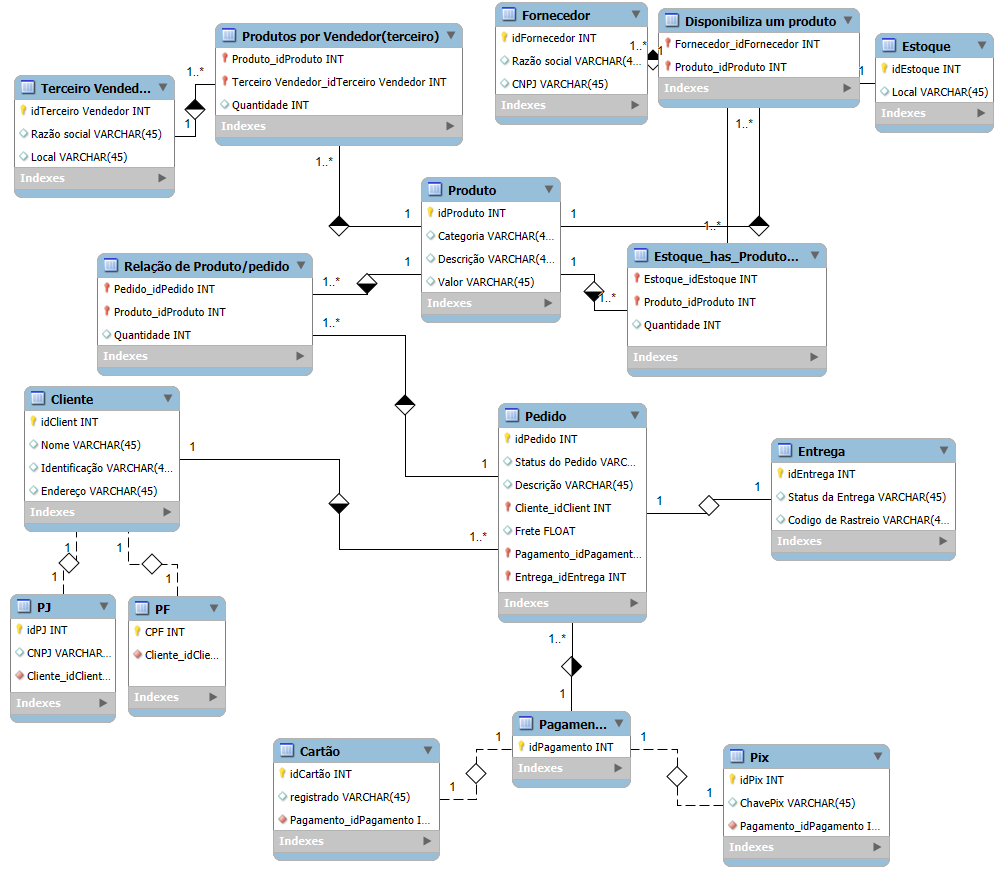 Terceiro Vended...
idTerceiro Vendedor INT
Razão social VARCHAR(45)
Local VARCHAR(45)
Indexes
1..*
1
Produtos por Vendedor(terceiro)
Produto_idProduto INT
Terceiro Vendedor_idTerceiro Vendedor INT
Quantidade INT
Indexes
1..*
1
Fornecedor
idFornecedor INT
Razão social VARCHAR(4...
CNPJ VARCHAR(45)
Indexes
1..*
1
Disponibiliza um produto
Fornecedor_idFornecedor INT
Produto_idProduto INT
Indexes
1
1..*
Estoque
idEstoque INT
Local VARCHAR(45)
Indexes
Produto
idProduto INT
Categoria VARCHAR(4...
Descrição VARCHAR(4...
Valor VARCHAR(45)
Indexes
1
1..*
1
1
1..*
Estoque_has_Produto...
Estoque_idEstoque INT
Produto_idProduto INT
Quantidade INT
Indexes
Relação de Produto/pedido
Pedido_idPedido INT
Produto_idProduto INT
Quantidade INT
Indexes
1..*
1..*
Cliente
idClient INT
Nome VARCHAR(45)
Identificação VARCHAR(4...
Endereço VARCHAR(45)
Indexes
1
1
1..*
Pedido
idPedido INT
Status do Pedido VARC...
Descrição VARCHAR(45)
Cliente_idClient INT
Frete FLOAT
Pagamento_idPagament...
Entrega_idEntrega INT
Indexes
1
1
Entrega
idEntrega INT
Status da Entrega VARCHAR(45)
Codigo de Rastreio VARCHAR(4...
Indexes
1
1
1
1
PJ
idPJ INT
CNPJ VARCHAR...
Cliente_idClient...
Indexes
PF
CPF INT
Cliente_idClie...
Indexes
1..*
1
Pagamen...
idPagamento INT
Indexes
1
1
1
1
Cartão
idCartão INT
registrado VARCHAR(45)
Pagamento_idPagamento I...
Indexes
Pix
idPix INT
ChavePix VARCHAR(45)
Pagamento_idPagamento I...
Indexes